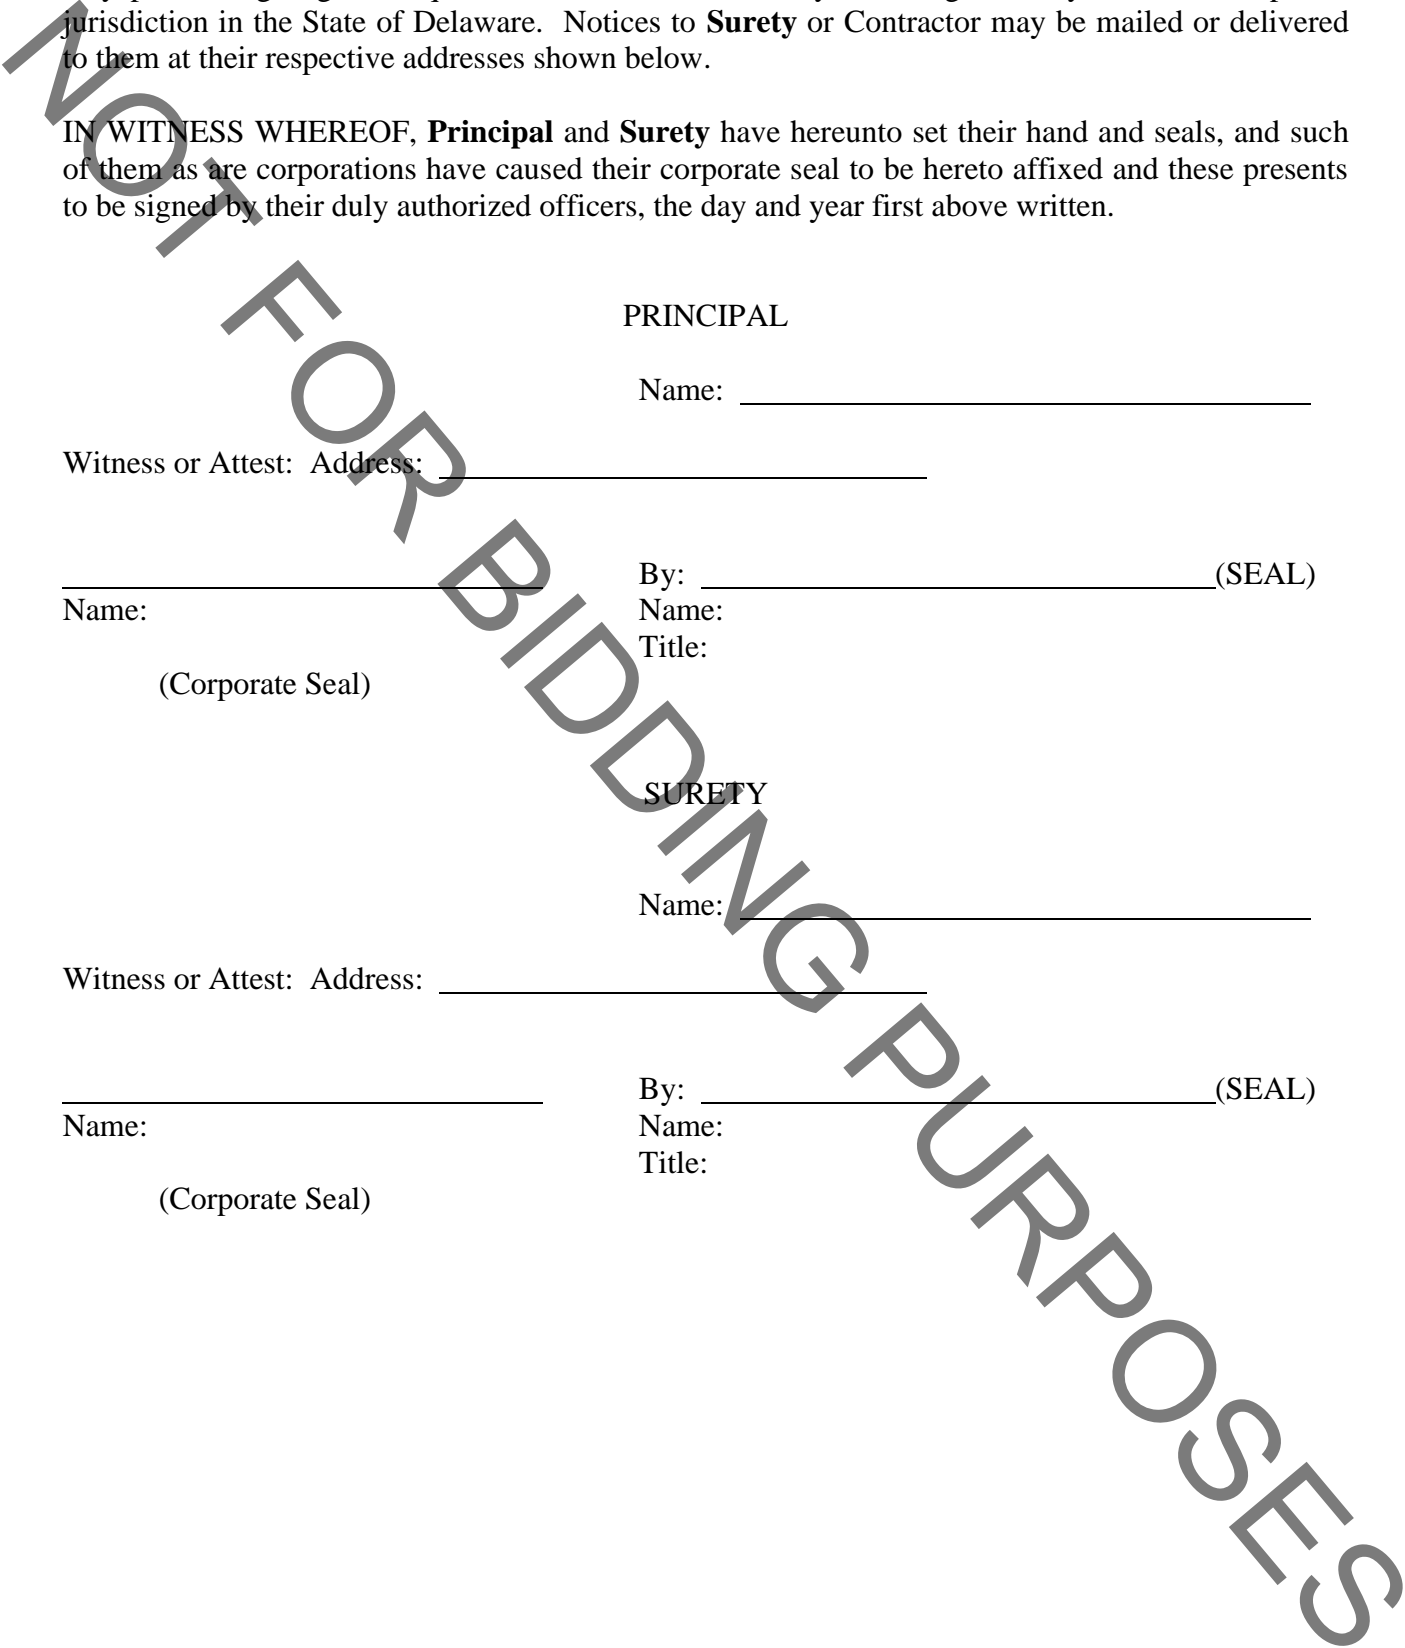 jurisdiction in the State of Delaware. Notices to Surety or Contractor may be mailed or delivered
to them at their respective addresses shown below.
IN WITNESS WHEREOF, Principal and Surety have hereunto set their hand and seals, and such
of them as are corporations have caused their corporate seal to be hereto affixed and these presents
to be signed by their duly authorized officers, the day and year first above written.
PRINCIPAL
Name:
Witness or Attest: Address:
By: (SEAL)
Name: Name:
Title:
(Corporate Seal)
SURETY
Name:
Witness or Attest: Address:
By: (SEAL)
Name: Name:
Title:
(Corporate Seal)
NOT FOR BIDDING PURPOSES